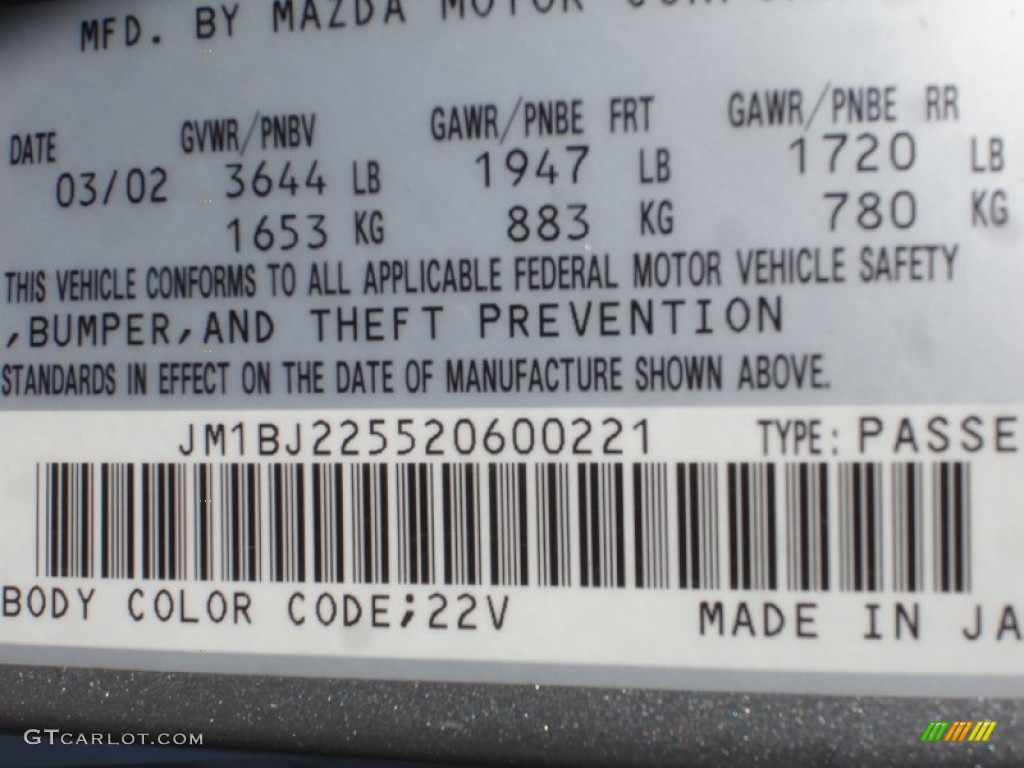 MFD. BY MAZDA MOTOR
DATE GVWR/PNBV GAWR/PNBE FRT GAWR/PNBE RR
03/02 3644 LB 1947 LB 1720 LB
1653 KG 883 KG 780 KG
THIS VEHICLE CONFORMS TO ALL APPLICABLE FEDERAL MOTOR VEHICLE SAFETY
,BUMPER,AND THEFT PREVENTION
STANDARDS IN EFFECT ON THE DATE OF MANUFACTURE SHOWN ABOVE.
JM1BJ225520600221 TYPE: PASSE
BODY COLOR CODE;22V MADE IN JA
GTCARLOT.COM